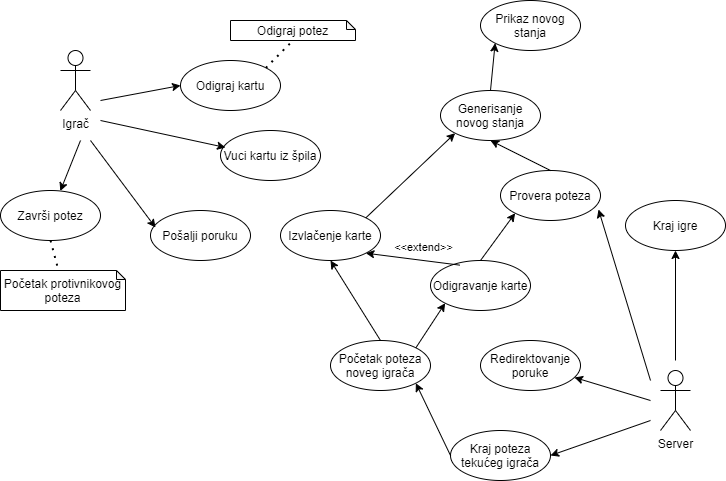 Prikaz novog
stanja
Odigraj potez
Odigraj kartu
Igrač
Generisanje
novog stanja
Vuci kartu iz špila
Završi potez
Pošalji poruku
Provera poteza
Izvlačenje karte
Kraj igre
<<extend>>
Početak protivnikovog
poteza
Odigravanje karte
Početak poteza
noveg igrača
Redirektovanje
poruke
Server
Kraj poteza
tekućeg igrača